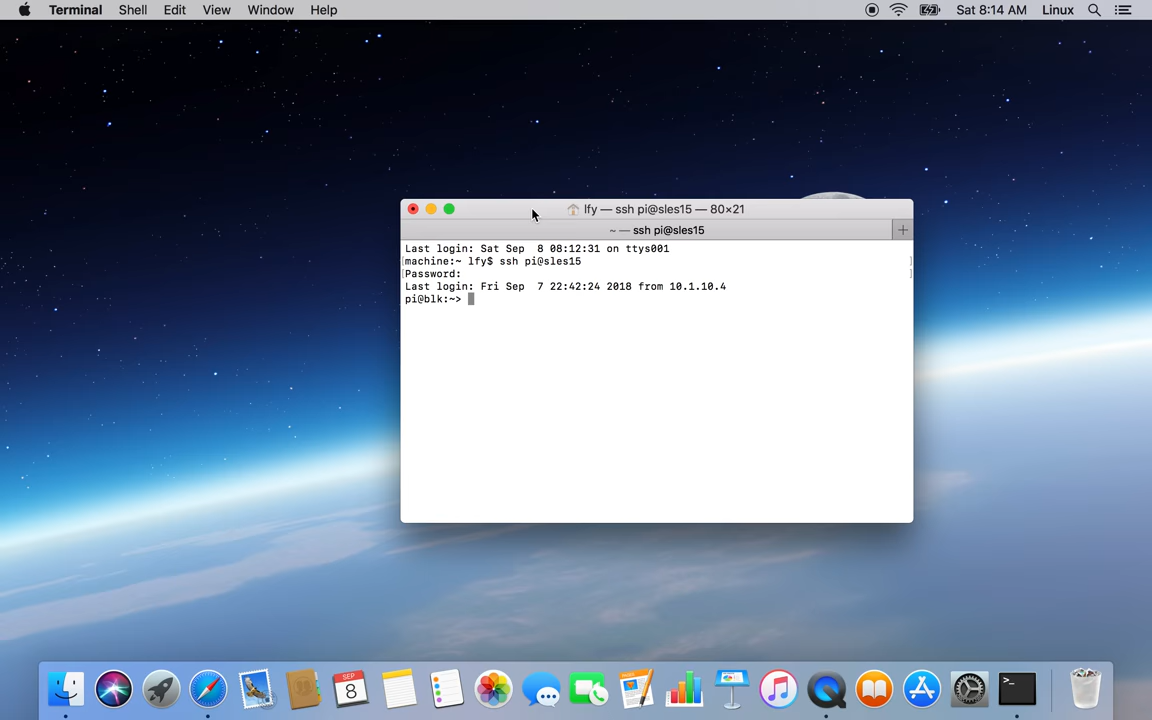 Terminal Shell Edit View Window Help Sat 8:14 AM Linux
lfy — ssh pi@sles15 — 80×21
~ — ssh pi@sles15 +
Last login: Sat Sep  8 08:12:31 on ttys001
[machine:~ lfy$ ssh pi@sles15 ]
[Password: ]
Last login: Fri Sep  7 22:42:24 2018 from 10.1.10.4
pi@blk:~>
SEP
8
>_